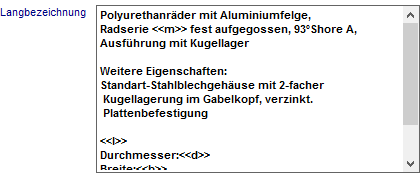 Langbezeichnung
Polyurethanräder mit Aluminiumfelge,
Radserie <<m>> fest aufgegossen, 93°Shore A,
Ausführung mit Kugellager

Weitere Eigenschaften:
Standart-Stahlblechgehäuse mit 2-facher
Kugellagerung im Gabelkopf, verzinkt.
Plattenbefestigung

<<l>>
Durchmesser:<<d>>
Breite:<<b>>